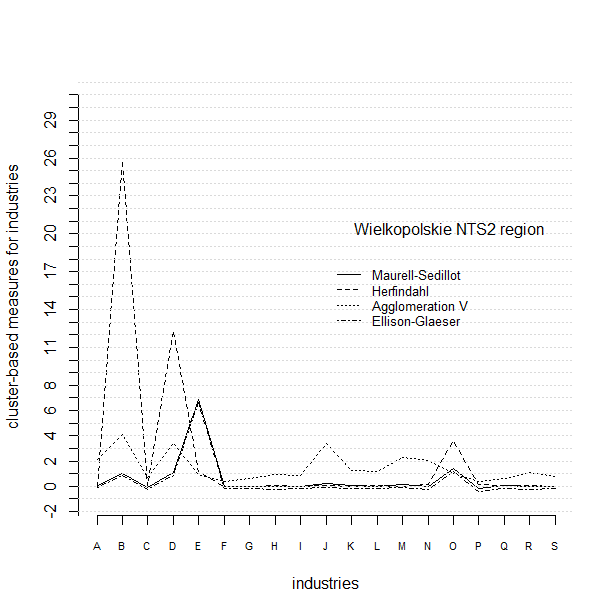 cluster-based measures for industries
29
26
23
20
17
14
11
8
6
4
2
0
-2
Wielkopolskie NTS2 region
Maurell-Sedillot
Herfindahl
Agglomeration V
Ellison-Glaeser
A B C D E F G H I J K L M N O P Q R S
industries